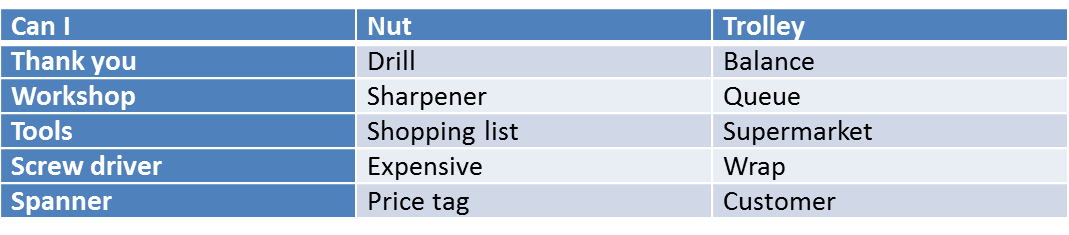 Can I Nut Trolley
Thank you Drill Balance
Workshop Sharpener Queue
Tools Shopping list Supermarket
Screw driver Expensive Wrap
Spanner Price tag Customer